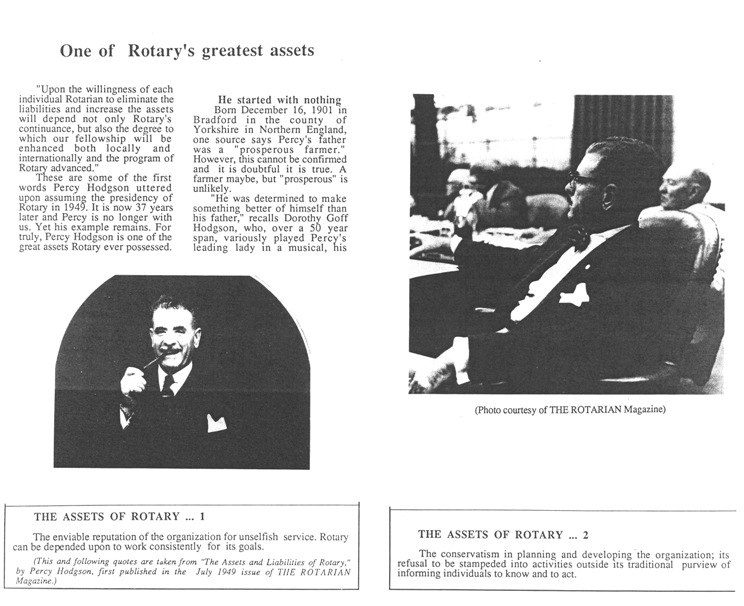 One of Rotary's greatest assets
"Upon the willingness of each
individual Rotarian to eliminate the
liabilities and increase the assets
will depend not only Rotary's
continuance, but also the degree to
which our fellowship will be
enhanced both locally and
internationally and the program of
Rotary advanced."
These are some of the first
words Percy Hodgson uttered
upon assuming the presidency of
Rotary in 1949. It is now 37 years
later and Percy is no longer with
us. Yet his example remains. For
truly, Percy Hodgson is one of the
great assets Rotary ever possessed.
He started with nothing
Born December 16, 1901 in
Bradford in the county of
Yorkshire in Northern England,
one source says Percy's father
was a "prosperous farmer."
However, this cannot be confirmed
and it is doubtful it is true. A
farmer maybe, but "prosperous" is
unlikely.
"He was determined to make
something better of himself than
his father," recalls Dorothy Goff
Hodgson, who, over a 50 year
span, variously played Percy's
leading lady in a musical, his
(Photo courtesy of THE ROTARIAN Magazine)
THE ASSETS OF ROTARY ... 1
The enviable reputation of the organization for unselfish service. Rotary
can be depended upon to work consistently for its goals.
(This and following quotes are taken from "The Assets and Liabilities of Rotary,"
by Percy Hodgson, first published in the July 1949 issue of THE ROTARIAN
Magazine.)
THE ASSETS OF ROTARY ... 2
The conservatism in planning and developing the organization; its
refusal to be stampeded into activities outside its traditional purview of
informing individuals to know and to act.